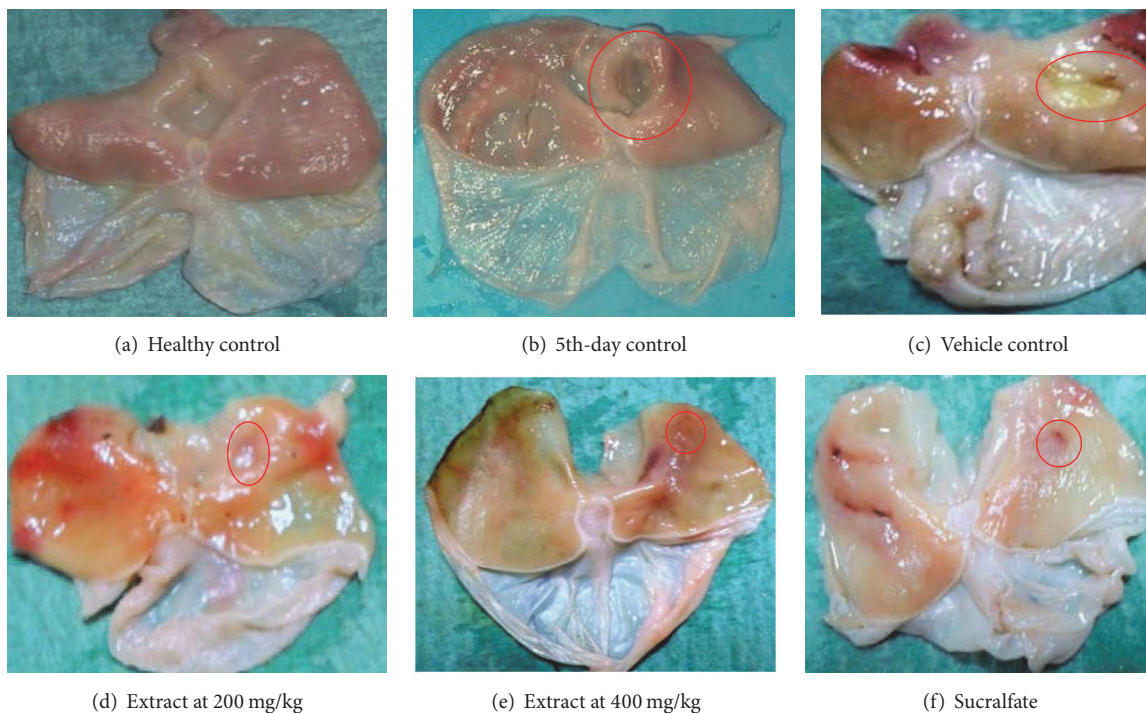 (a) Healthy control
(b) 5th-day control
(c) Vehicle control
(d) Extract at 200 mg/kg
(e) Extract at 400 mg/kg
(f) Sucralfate